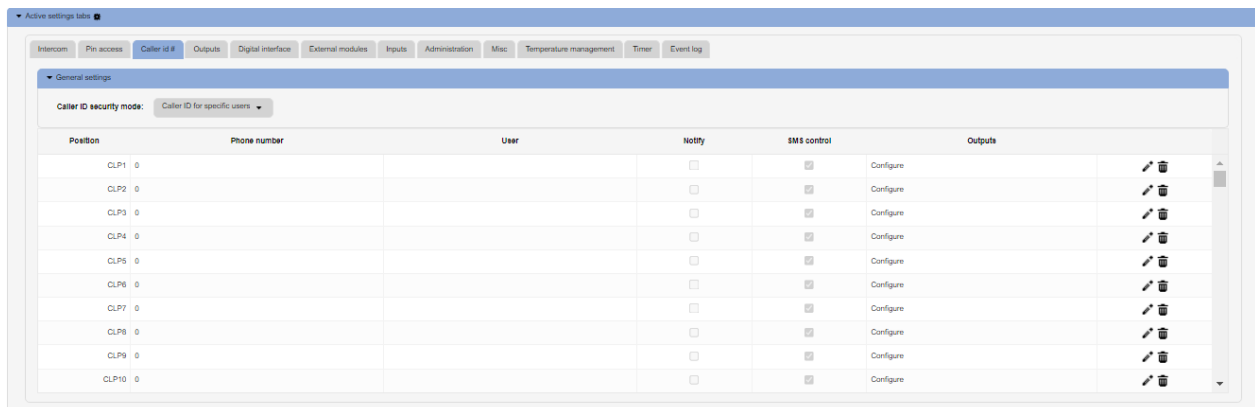 Active settings tabs
Intercom Pin access Caller id # Outputs Digital interface External modules Inputs Administration Misc Temperature management Timer Event log
General settings
Caller ID security mode: Caller ID for specific users
Position Phone number User Notify SMS control Outputs
CLP1 0 Configure
CLP2 0 Configure
CLP3 0 Configure
CLP4 0 Configure
CLP5 0 Configure
CLP6 0 Configure
CLP7 0 Configure
CLP8 0 Configure
CLP9 0 Configure
CLP10 0 Configure